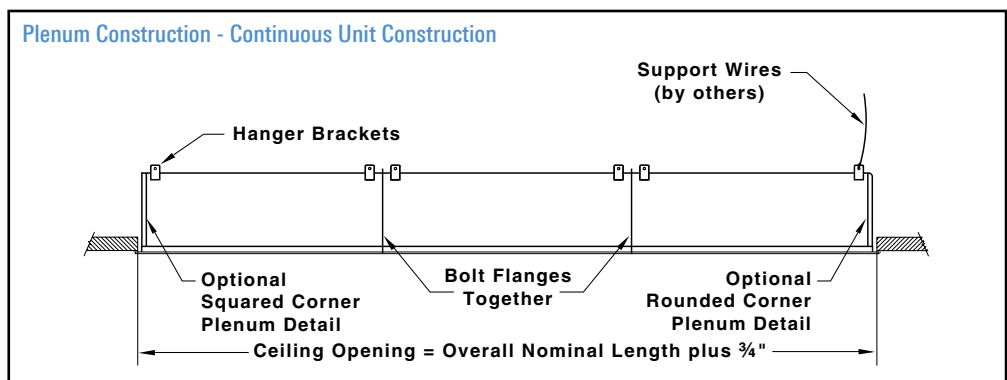 Plenum Construction - Continuous Unit Construction
Support Wires
(by others)
Hanger Brackets
Optional
Squared Corner
Plenum Detail
Bolt Flanges
Together
Optional
Rounded Corner
Plenum Detail
Ceiling Opening = Overall Nominal Length plus ¾"